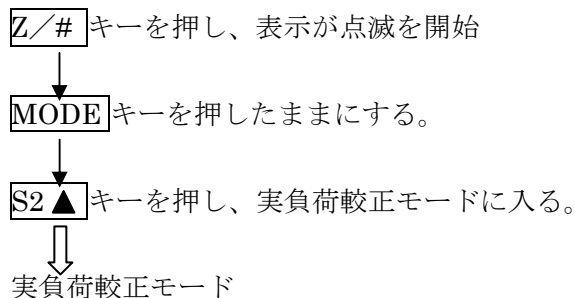 Z／# キーを押し、表示が点滅を開始
MODE キーを押したままにする。
S2 ▲ キーを押し、実負荷較正モードに入る。
実負荷較正モード